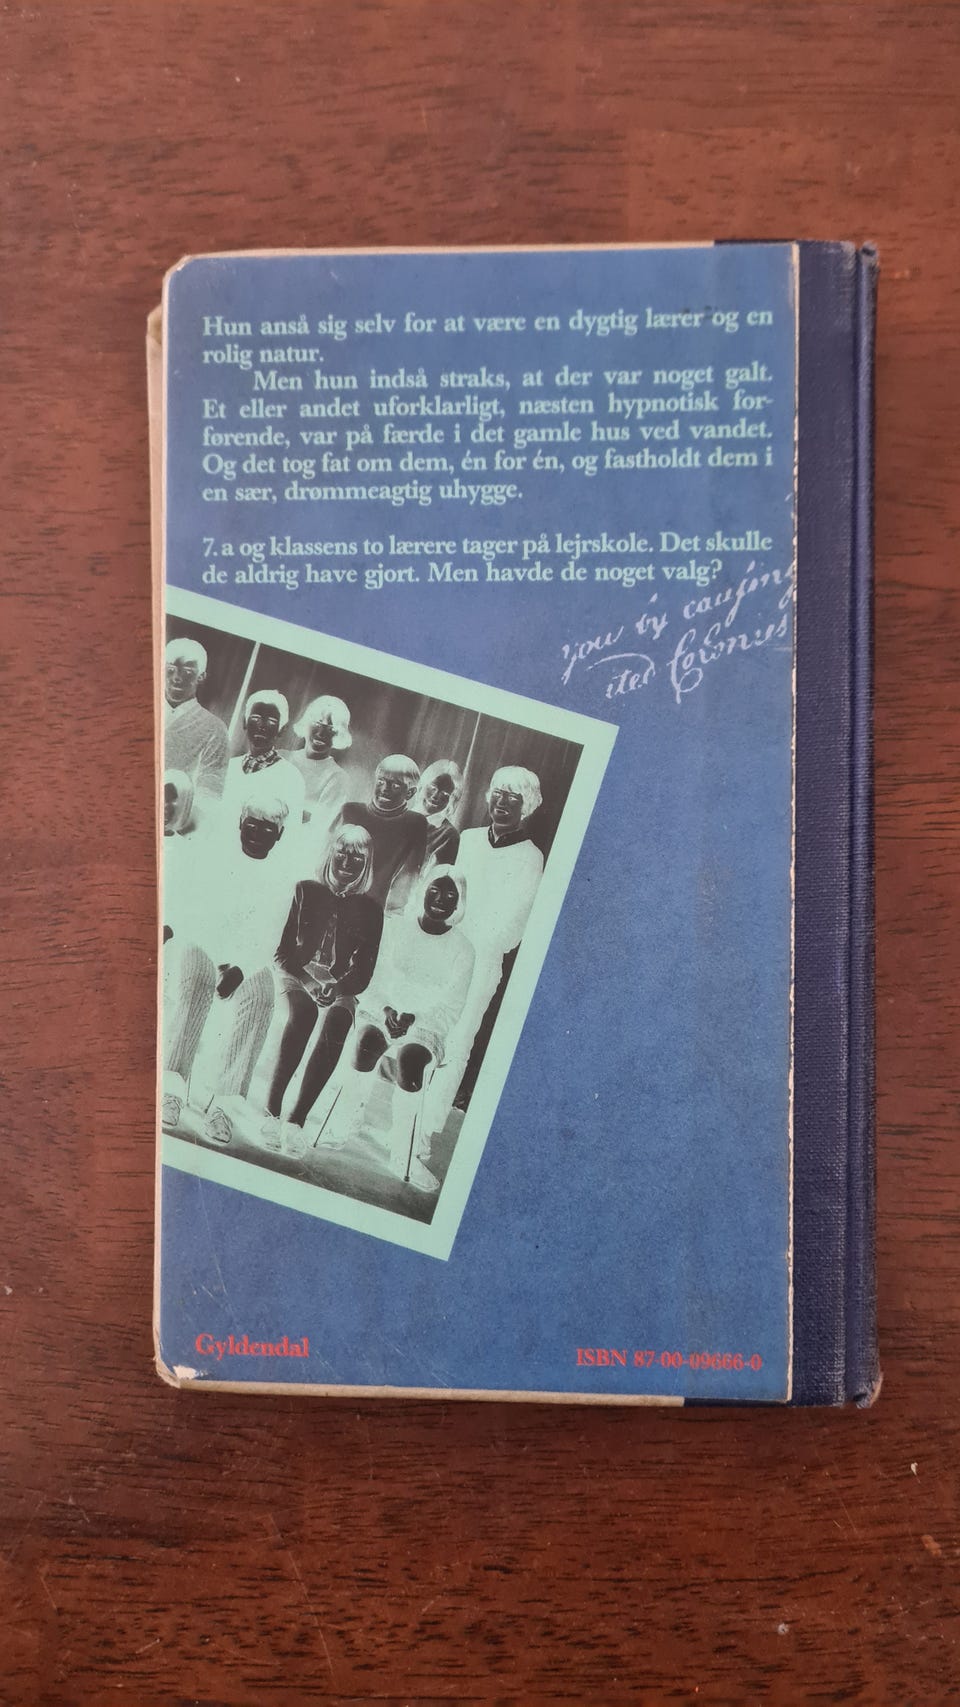 Hun anså sig selv for at være en dygtig lærer og en
rolig natur.
Men hun indså straks, at der var noget galt.
Et eller andet uforklarligt, næsten hypnotisk for-
førende, var på færde i det gamle hus ved vandet.
Og det tog fat om dem, én for én, og fastholdt dem i
en sær, drømmeagtig uhygge.
7. a og klassens to lærere tager på lejrskole. Det skulle
de aldrig have gjort. Men havde de noget valg?
you by
Gyldendal
ISBN 87-00-09666-0